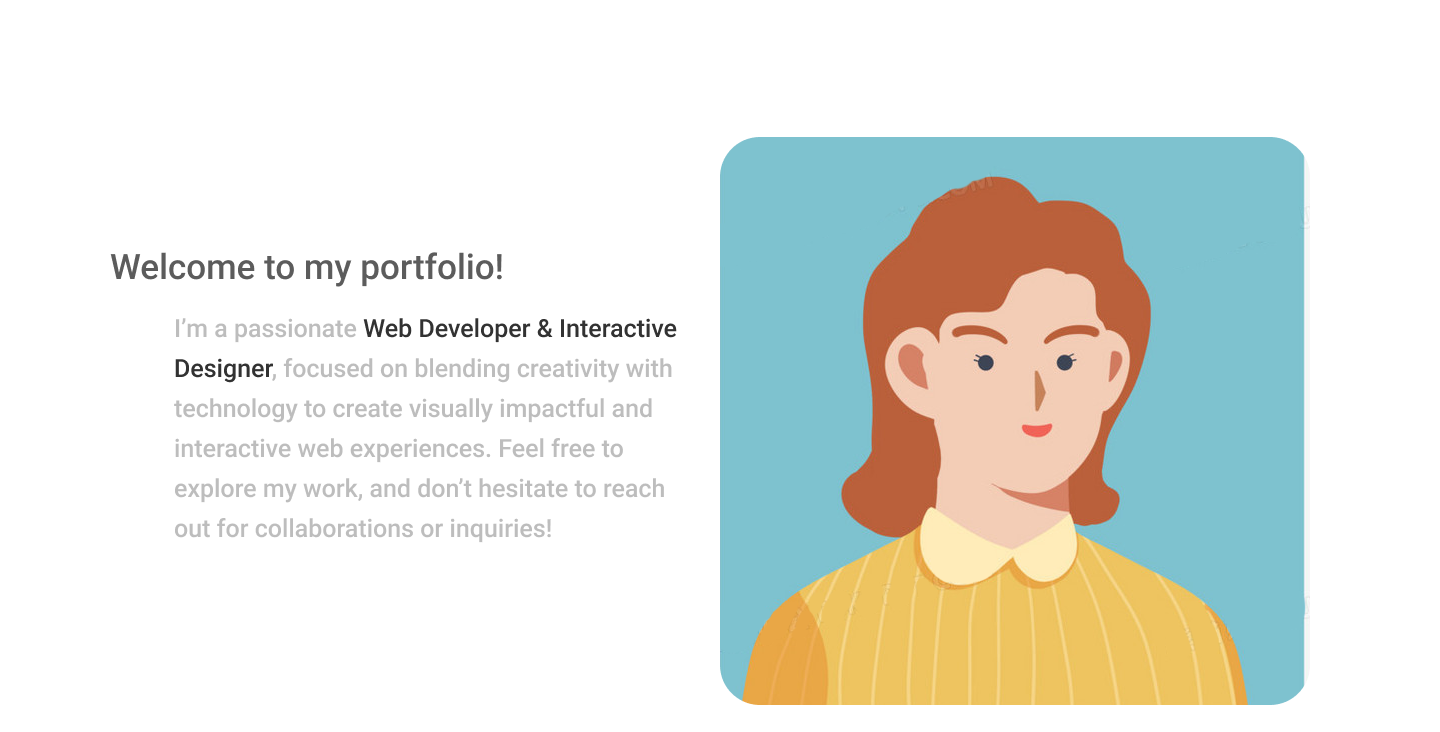 Welcome to my portfolio!
I’m a passionate Web Developer & Interactive
Designer, focused on blending creativity with
technology to create visually impactful and
interactive web experiences. Feel free to
explore my work, and don’t hesitate to reach
out for collaborations or inquiries!